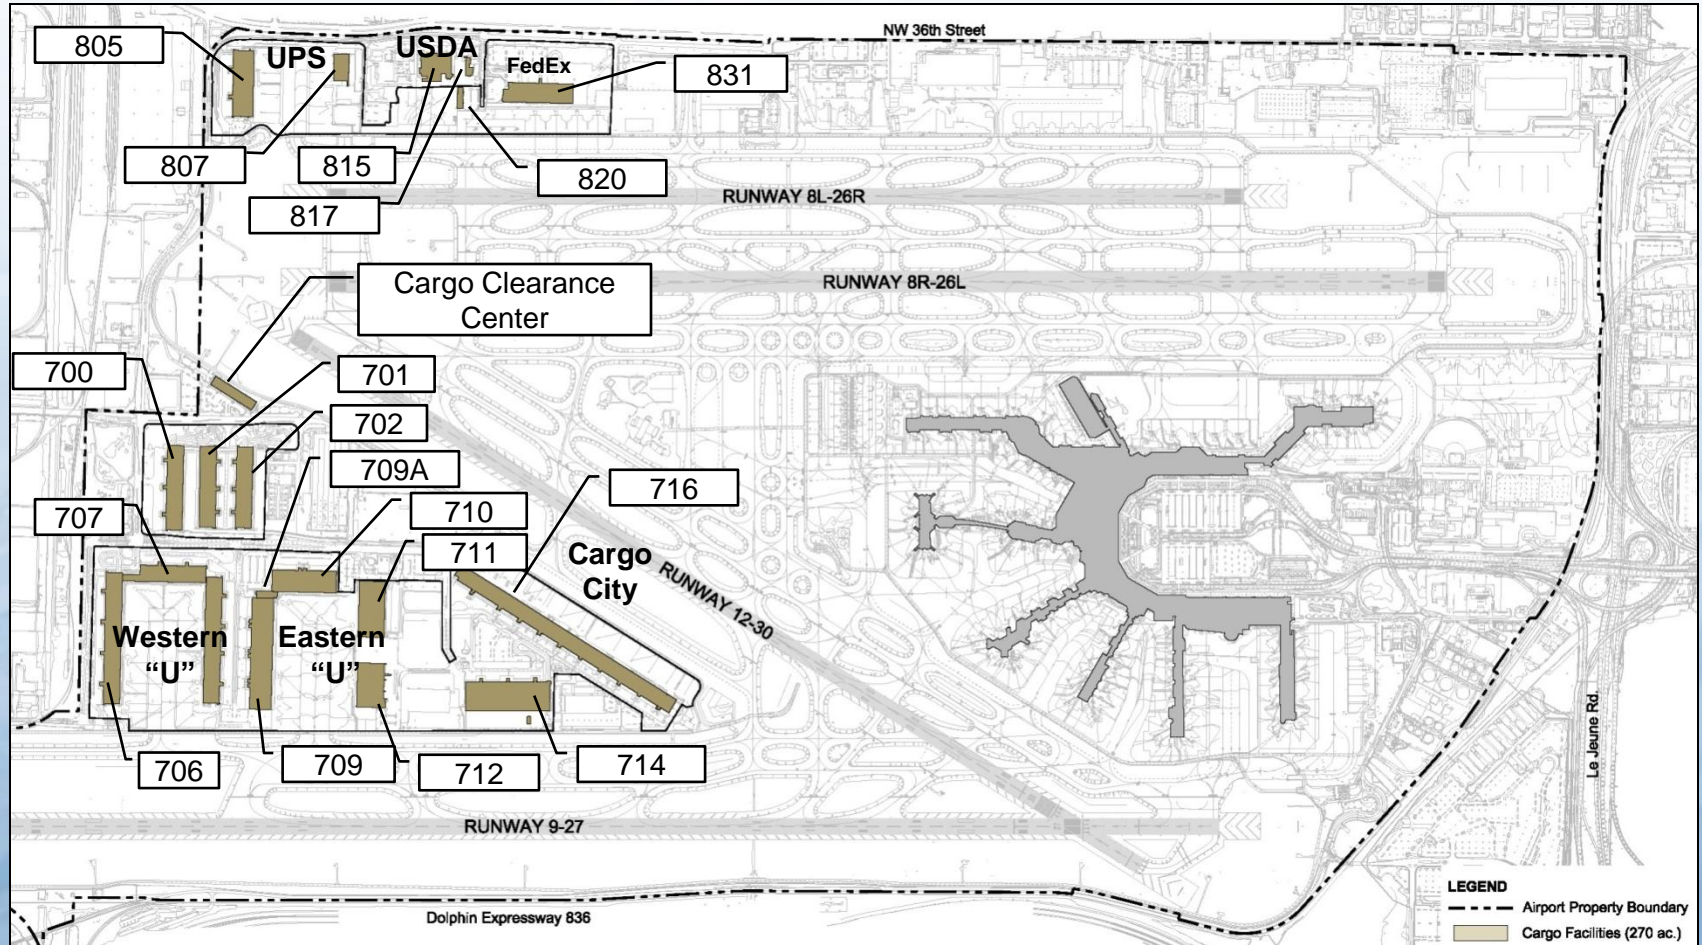 NW 36th Street
805
UPS
USDA
FedEx
831
807
815
820
817
RUNWAY 8L-26R
RUNWAY 8R-26L
Cargo Clearance
Center
700
701
702
709A
716
707
710
711
Cargo
City
RUNWAY 12-30
Western
“U”
Eastern
“U”
706
709
712
714
RUNWAY 9-27
Le Jeune Rd.
Dolphin Expressway 836
LEGEND
Airport Property Boundary
Cargo Facilities (270 ac.)